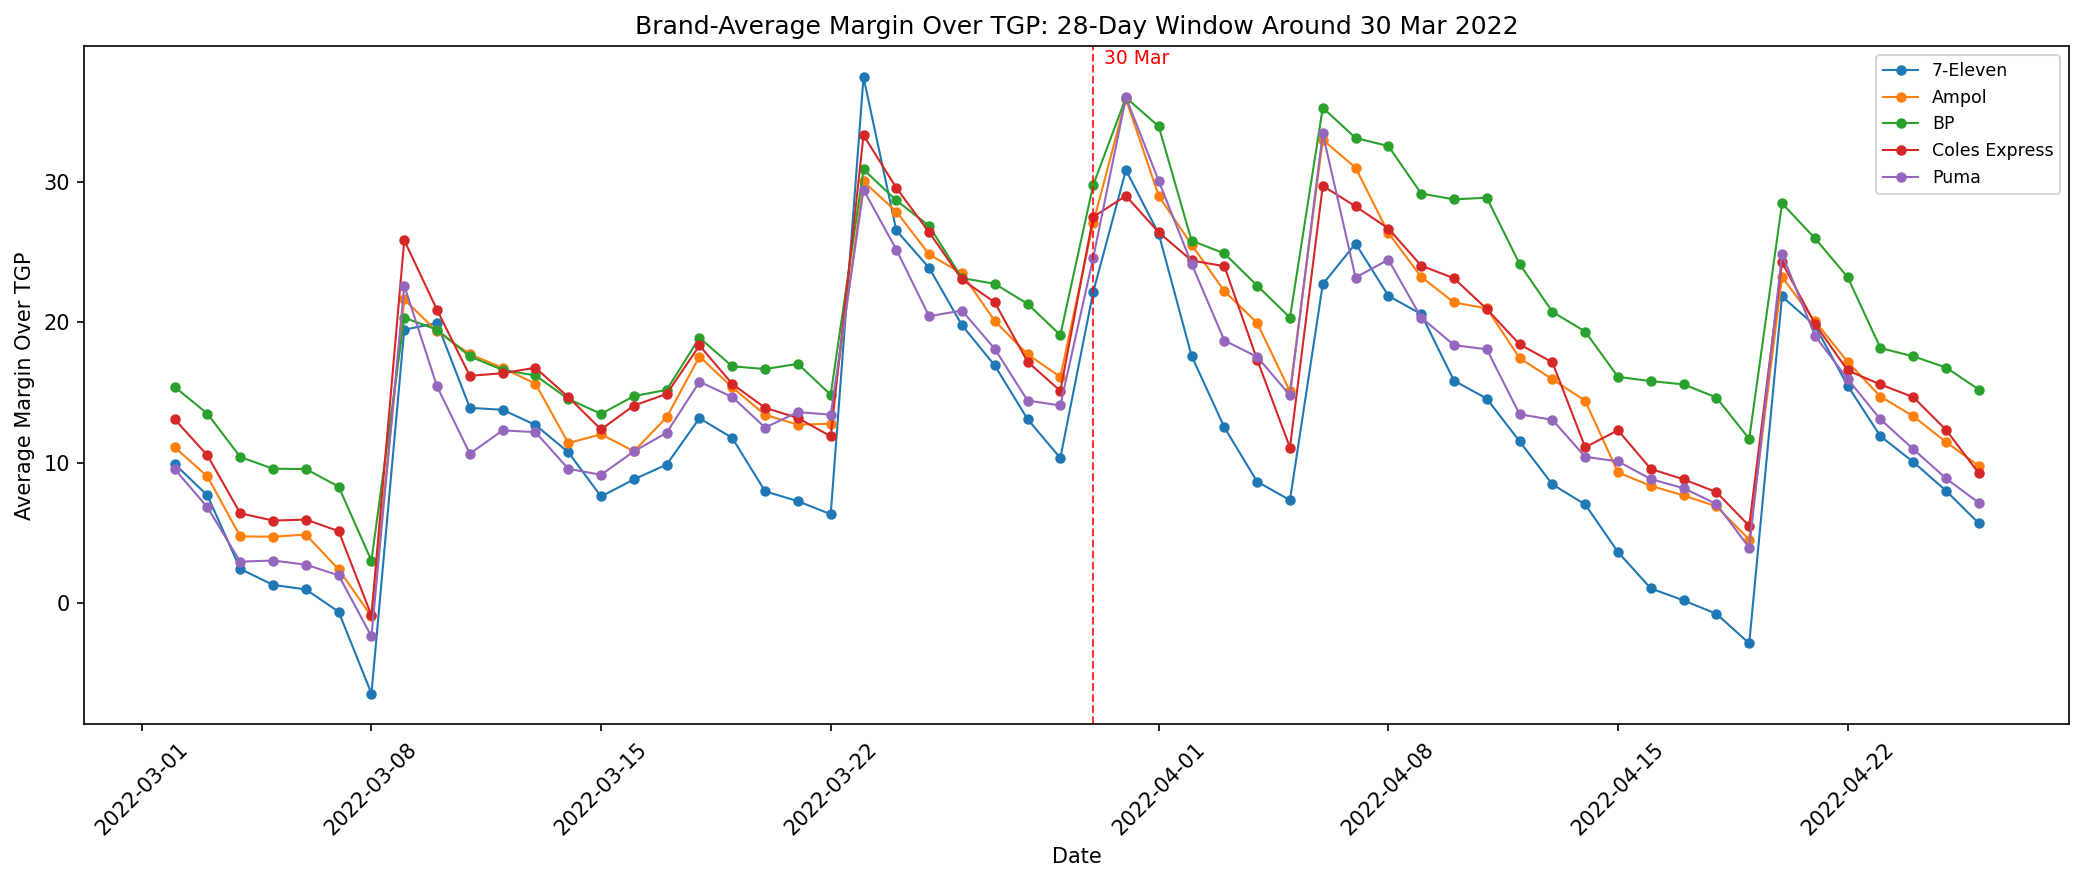 Brand-Average Margin Over TGP: 28-Day Window Around 30 Mar 2022
30 Mar
7-Eleven
Ampol
BP
Coles Express
Puma
Average Margin Over TGP
30
20
10
0
2022-03-01
2022-03-08
2022-03-15
2022-03-22
2022-04-01
2022-04-08
2022-04-15
2022-04-22
Date